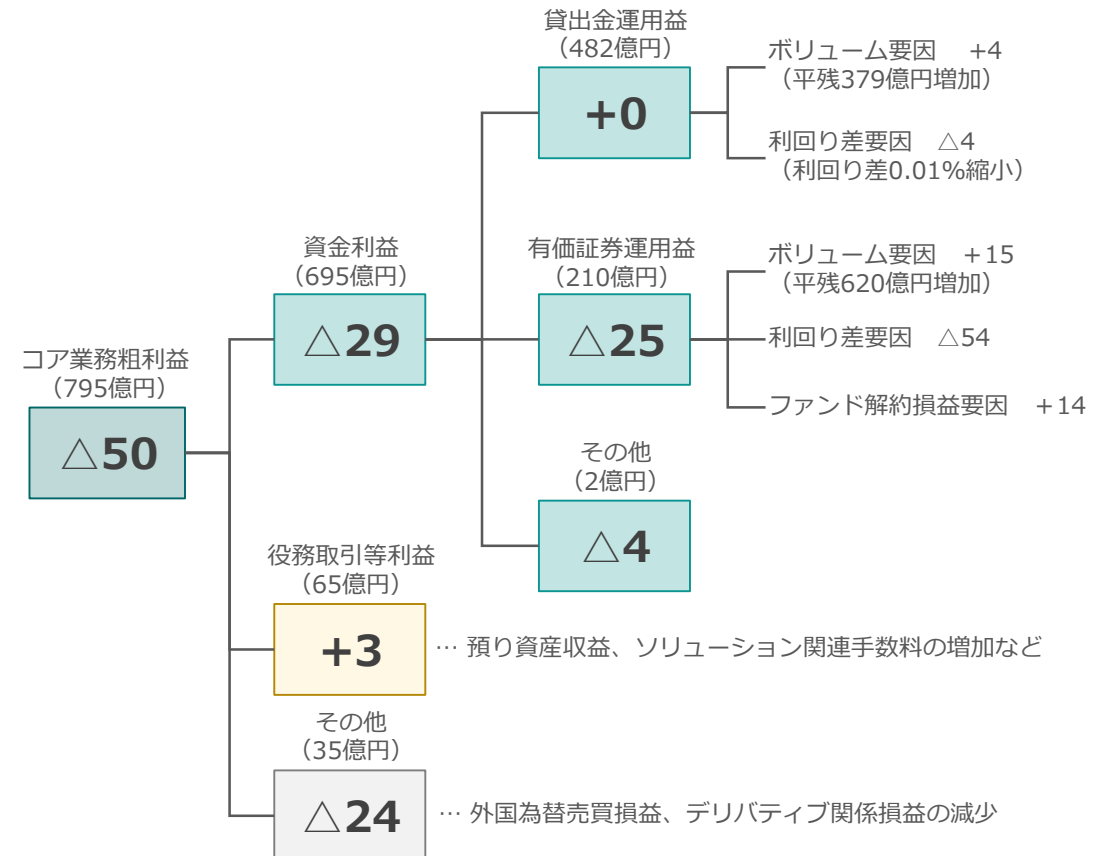 コア業務粗利益
（795億円）
△50
資金利益
（695億円）
△29
貸出金運用益
（482億円）
+0
ボリューム要因　+4
（平残379億円増加）
利回り差要因　△4
（利回り差0.01%縮小）
有価証券運用益
（210億円）
△25
ボリューム要因　＋15
（平残620億円増加）
利回り差要因　△54
ファンド解約損益要因　＋14
その他
（2億円）
△4
役務取引等利益
（65億円）
+3
… 預り資産収益、ソリューション関連手数料の増加など
その他
（35億円）
△24
… 外国為替売買損益、デリバティブ関係損益の減少